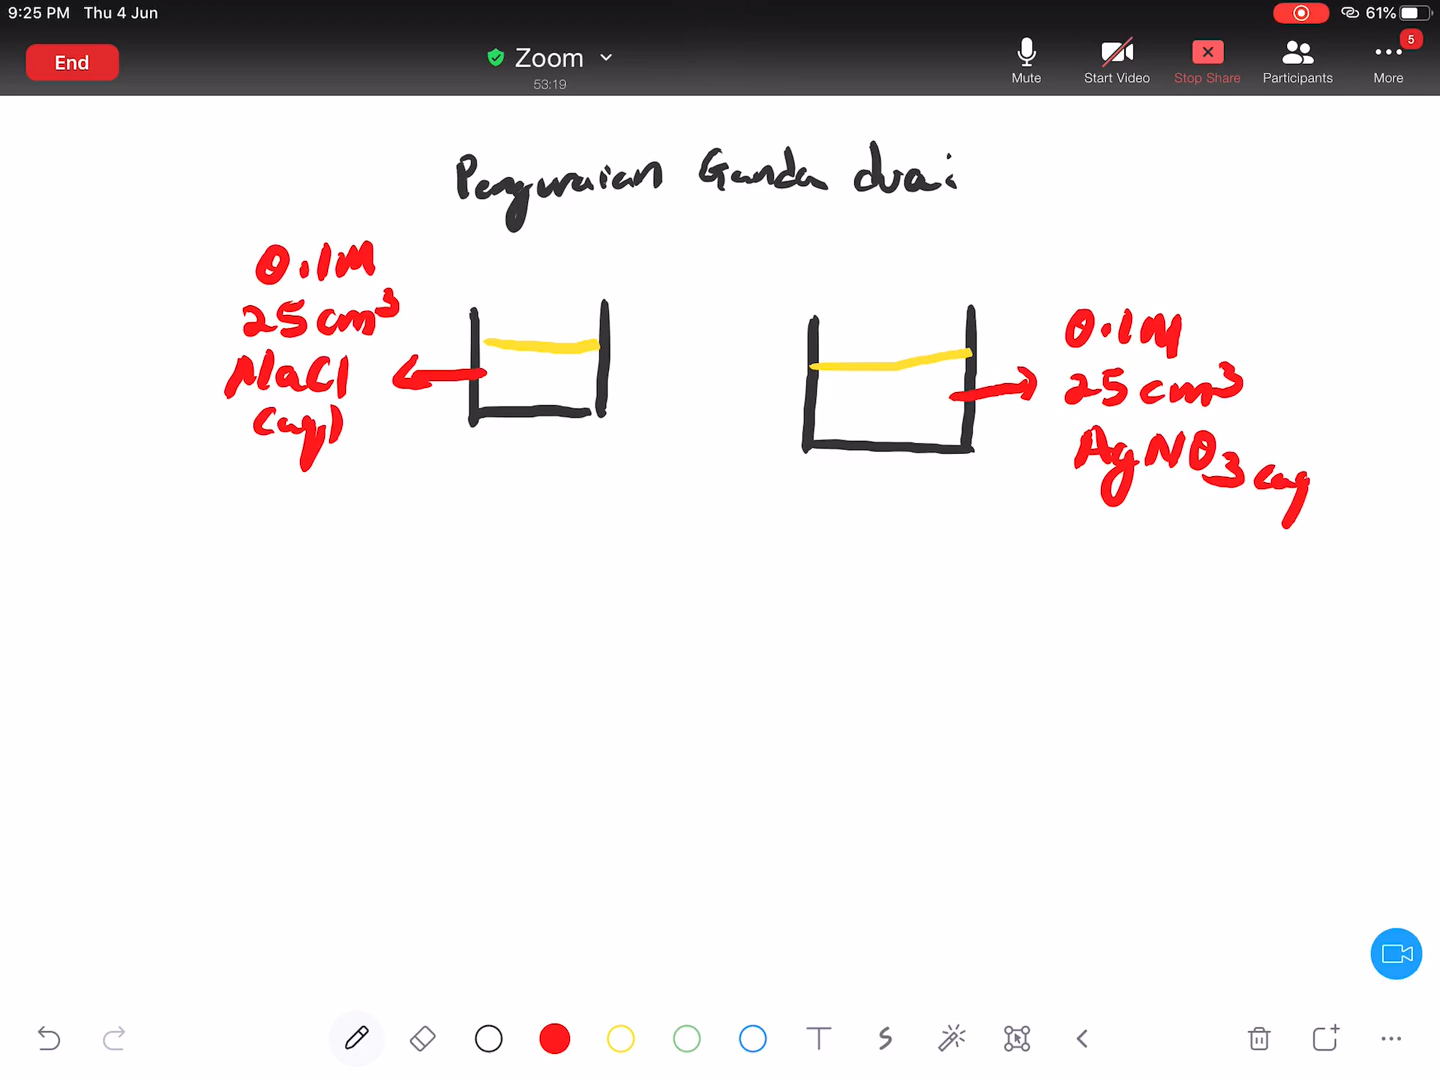 9:25 PM Thu 4 Jun
61%
End
Zoom
53:19
Mute
Start Video
Stop Share
Participants
5
More
Penguraian Ganda dua:
0.1M
25 cm³
NaCl
(aq)
0.1M
25 cm³
AgNO₃ (aq)
T